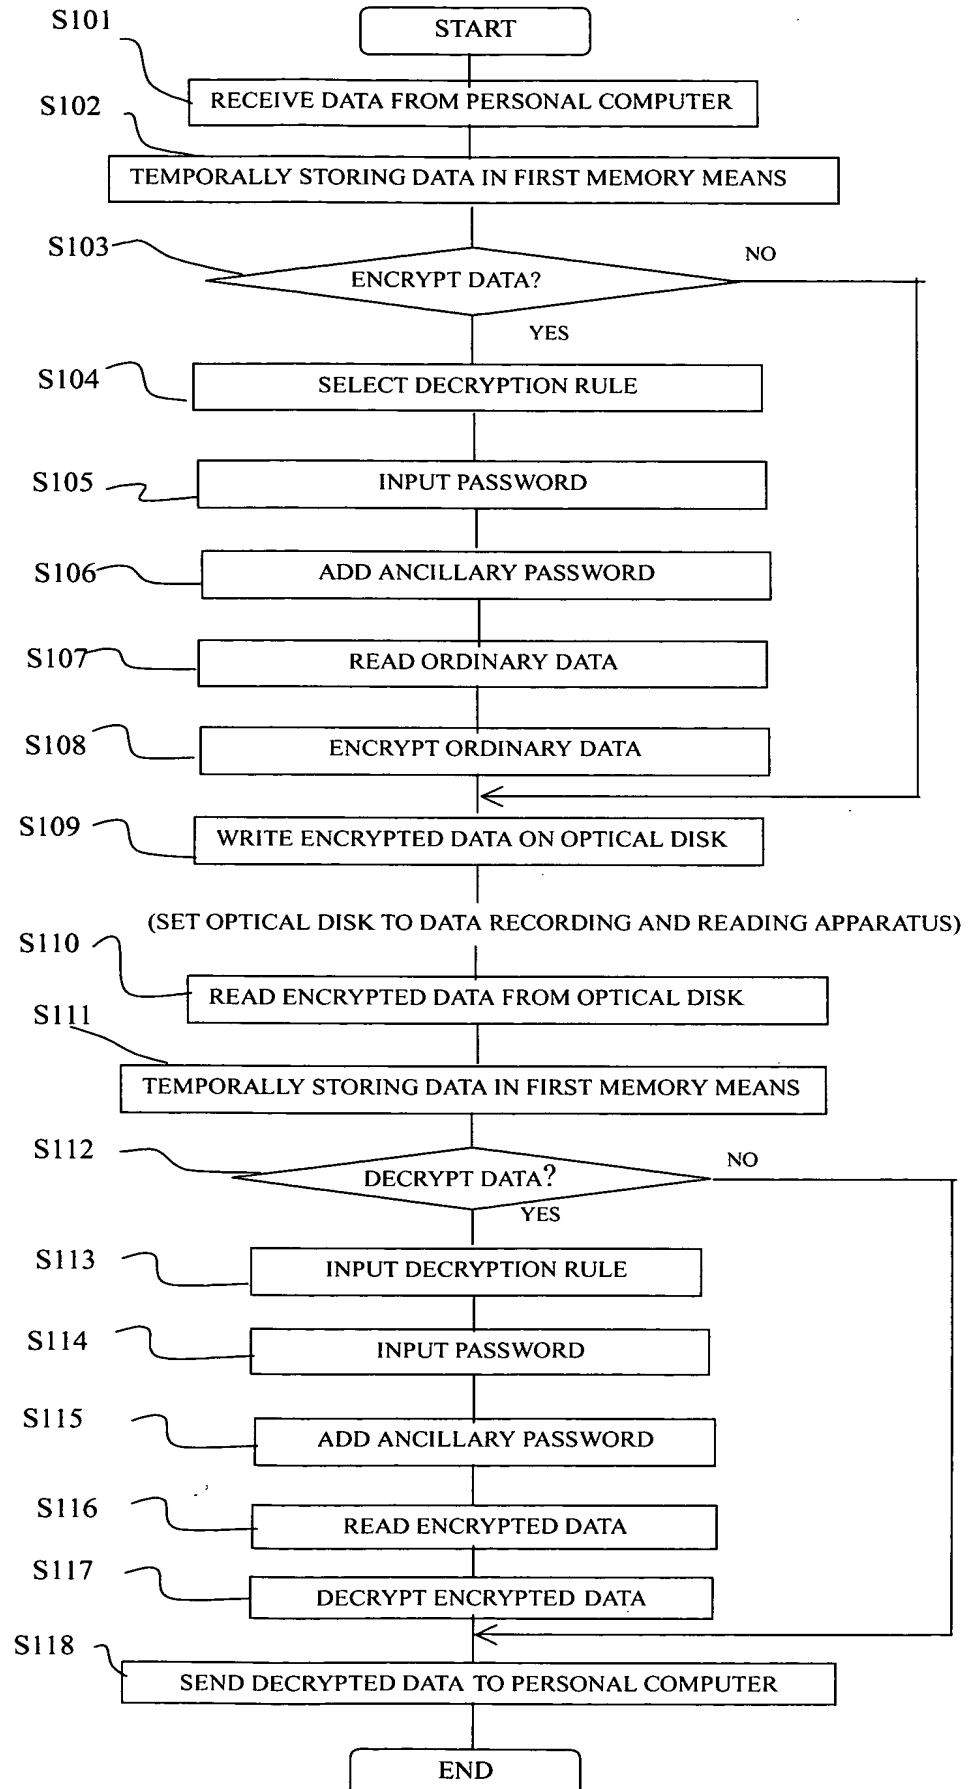 START
S101
RECEIVE DATA FROM PERSONAL COMPUTER
S102
TEMPORALLY STORING DATA IN FIRST MEMORY MEANS
S103
ENCRYPT DATA?
NO
YES
S104
SELECT DECRYPTION RULE
S105
INPUT PASSWORD
S106
ADD ANCILLARY PASSWORD
S107
READ ORDINARY DATA
S108
ENCRYPT ORDINARY DATA
S109
WRITE ENCRYPTED DATA ON OPTICAL DISK
(SET OPTICAL DISK TO DATA RECORDING AND READING APPARATUS)
S110
READ ENCRYPTED DATA FROM OPTICAL DISK
S111
TEMPORALLY STORING DATA IN FIRST MEMORY MEANS
S112
DECRYPT DATA?
NO
YES
S113
INPUT DECRYPTION RULE
S114
INPUT PASSWORD
S115
ADD ANCILLARY PASSWORD
S116
READ ENCRYPTED DATA
S117
DECRYPT ENCRYPTED DATA
S118
SEND DECRYPTED DATA TO PERSONAL COMPUTER
END